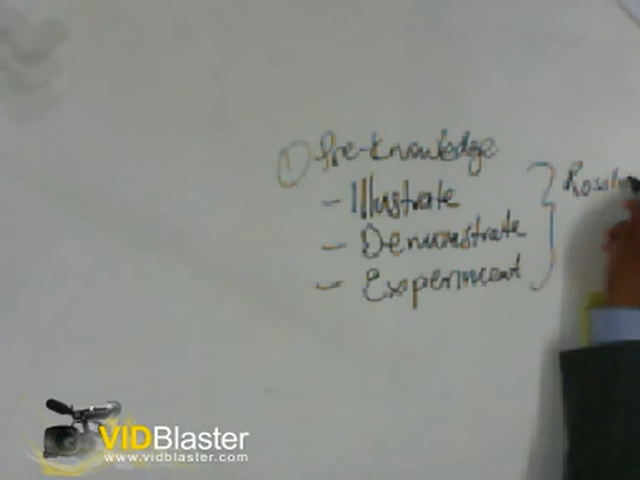 ① Pre-Knowledge
- Illustrate
- Demonstrate
- Experiment
VIDBlaster
www.vidblaster.com